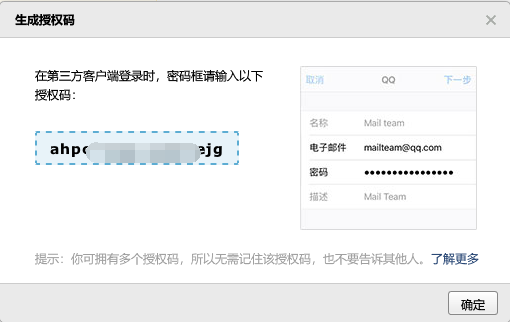 生成授权码
在第三方客户端登录时，密码框请输入以下
授权码：
取消 QQ 下一步
名称 Mail team
电子邮件 mailteam@qq.com
密码 ●●●●●●●●●●●●●●●●
描述 Mail Team
提示：你可拥有多个授权码，所以无需记住该授权码，也不要告诉其他人。了解更多
确定